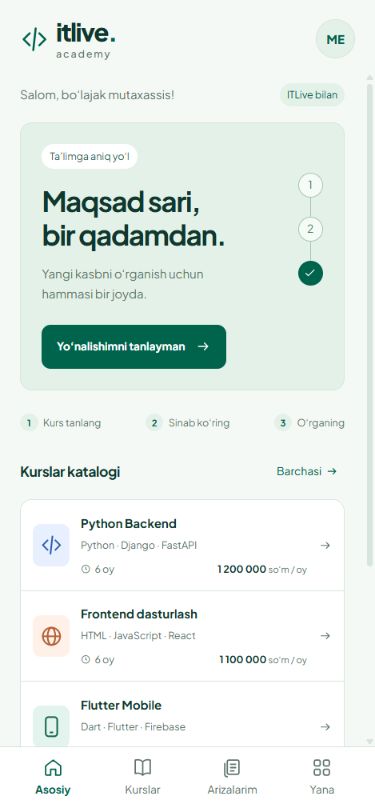 itlive.
academy
ME
Salom, bo‘lajak mutaxassis!
ITLive bilan
Ta’limga aniq yo‘l
Maqsad sari,
bir qadamdan.
Yangi kasbni o‘rganish uchun
hammasi bir joyda.
Yo‘nalishimni tanlayman
1
2
1 Kurs tanlang
2 Sinab ko‘ring
3 O‘rganing
Kurslar katalogi
Barchasi →
Python Backend
Python · Django · FastAPI
6 oy
1 200 000 so‘m / oy
Frontend dasturlash
HTML · JavaScript · React
6 oy
1 100 000 so‘m / oy
Flutter Mobile
Dart · Flutter · Firebase
Asosiy
Kurslar
Arizalarim
Yana